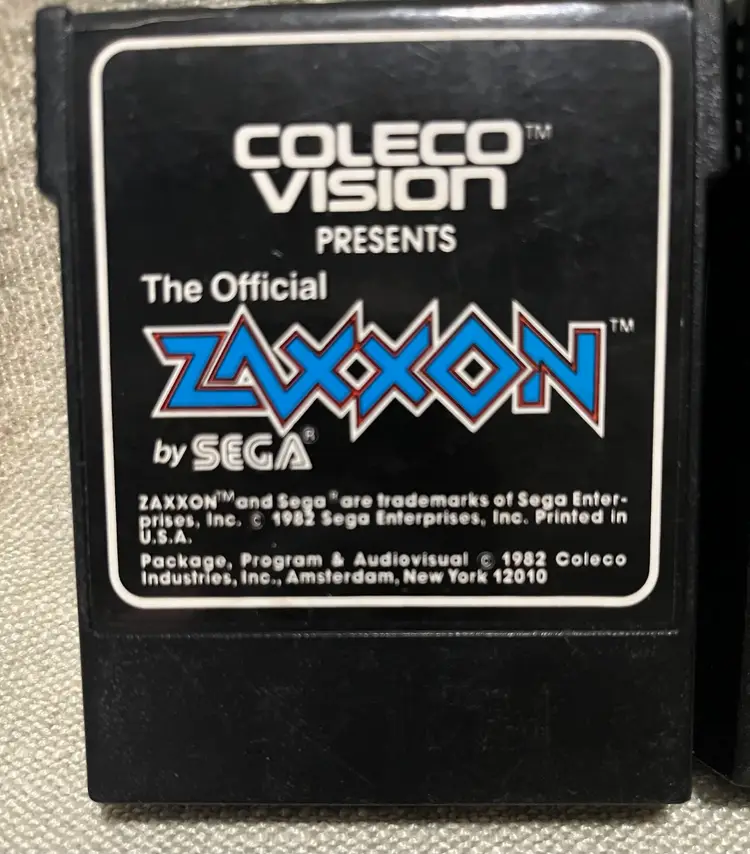 COLECO™
VISION
PRESENTS
The Official
ZAXXON™
by SEGA®
ZAXXON™ and Sega® are trademarks of Sega Enter-
prises, Inc. © 1982 Sega Enterprises, Inc. Printed in
U.S.A.
Package, Program & Audiovisual © 1982 Coleco
Industries, Inc., Amsterdam, New York 12010